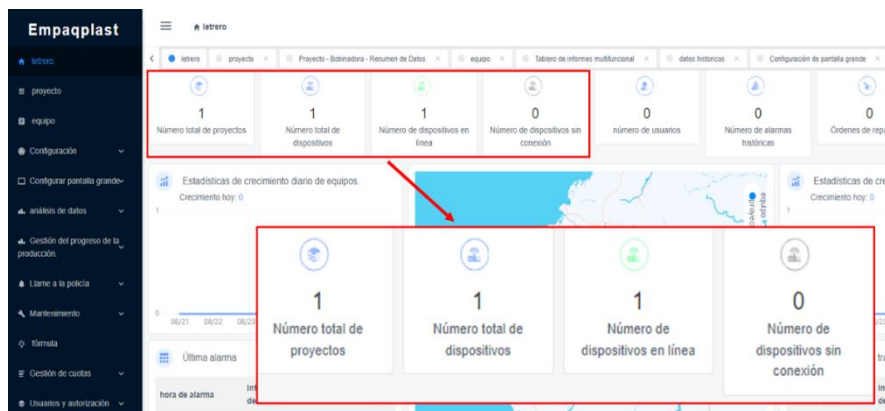 Empaqplast
letrero
letrero
proyecto
equipo
Configuración
Configurar pantalla grande
análisis de datos
Gestión del progreso de la
producción.
Llame a la policía
Mantenimiento
fórmula
Gestión de cuotas
Usuarios y autorización
letrero
proyecto
Proyecto - Bobinadora - Resumen de Datos
equipo
Tablero de informes multifuncional
datos historicos
Configuración de pantalla grande
1
Número total de proyectos
1
Número total de
dispositivos
1
Número de dispositivos en
línea
0
Número de dispositivos sin
conexión
0
número de usuarios
0
Número de alarmas
históricas
0
Órdenes de
Estadísticas de crecimiento diario de equipos.
Crecimiento hoy: 0
1
0
08/21 08/22
equipo
Estadísticas de
Crecimiento hoy: 0
1
1
Número total de
proyectos
1
Número total de
dispositivos
1
Número de
dispositivos en línea
0
Número de
dispositivos sin
conexión
Última alarma
hora de alarma